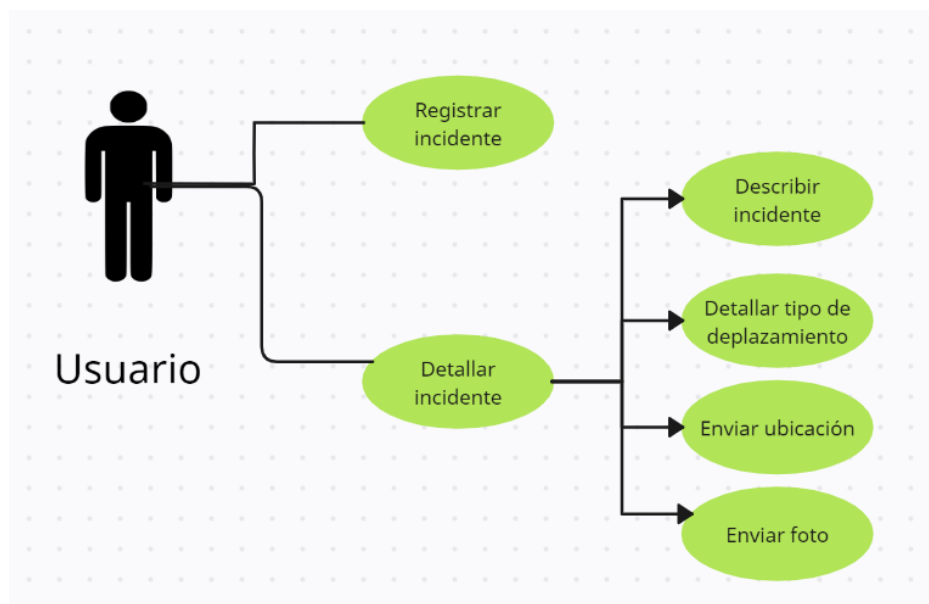 Registrar
incidente
Describir
incidente
Detallar tipo de
deplazamiento
Usuario
Detallar
incidente
Enviar ubicación
Enviar foto